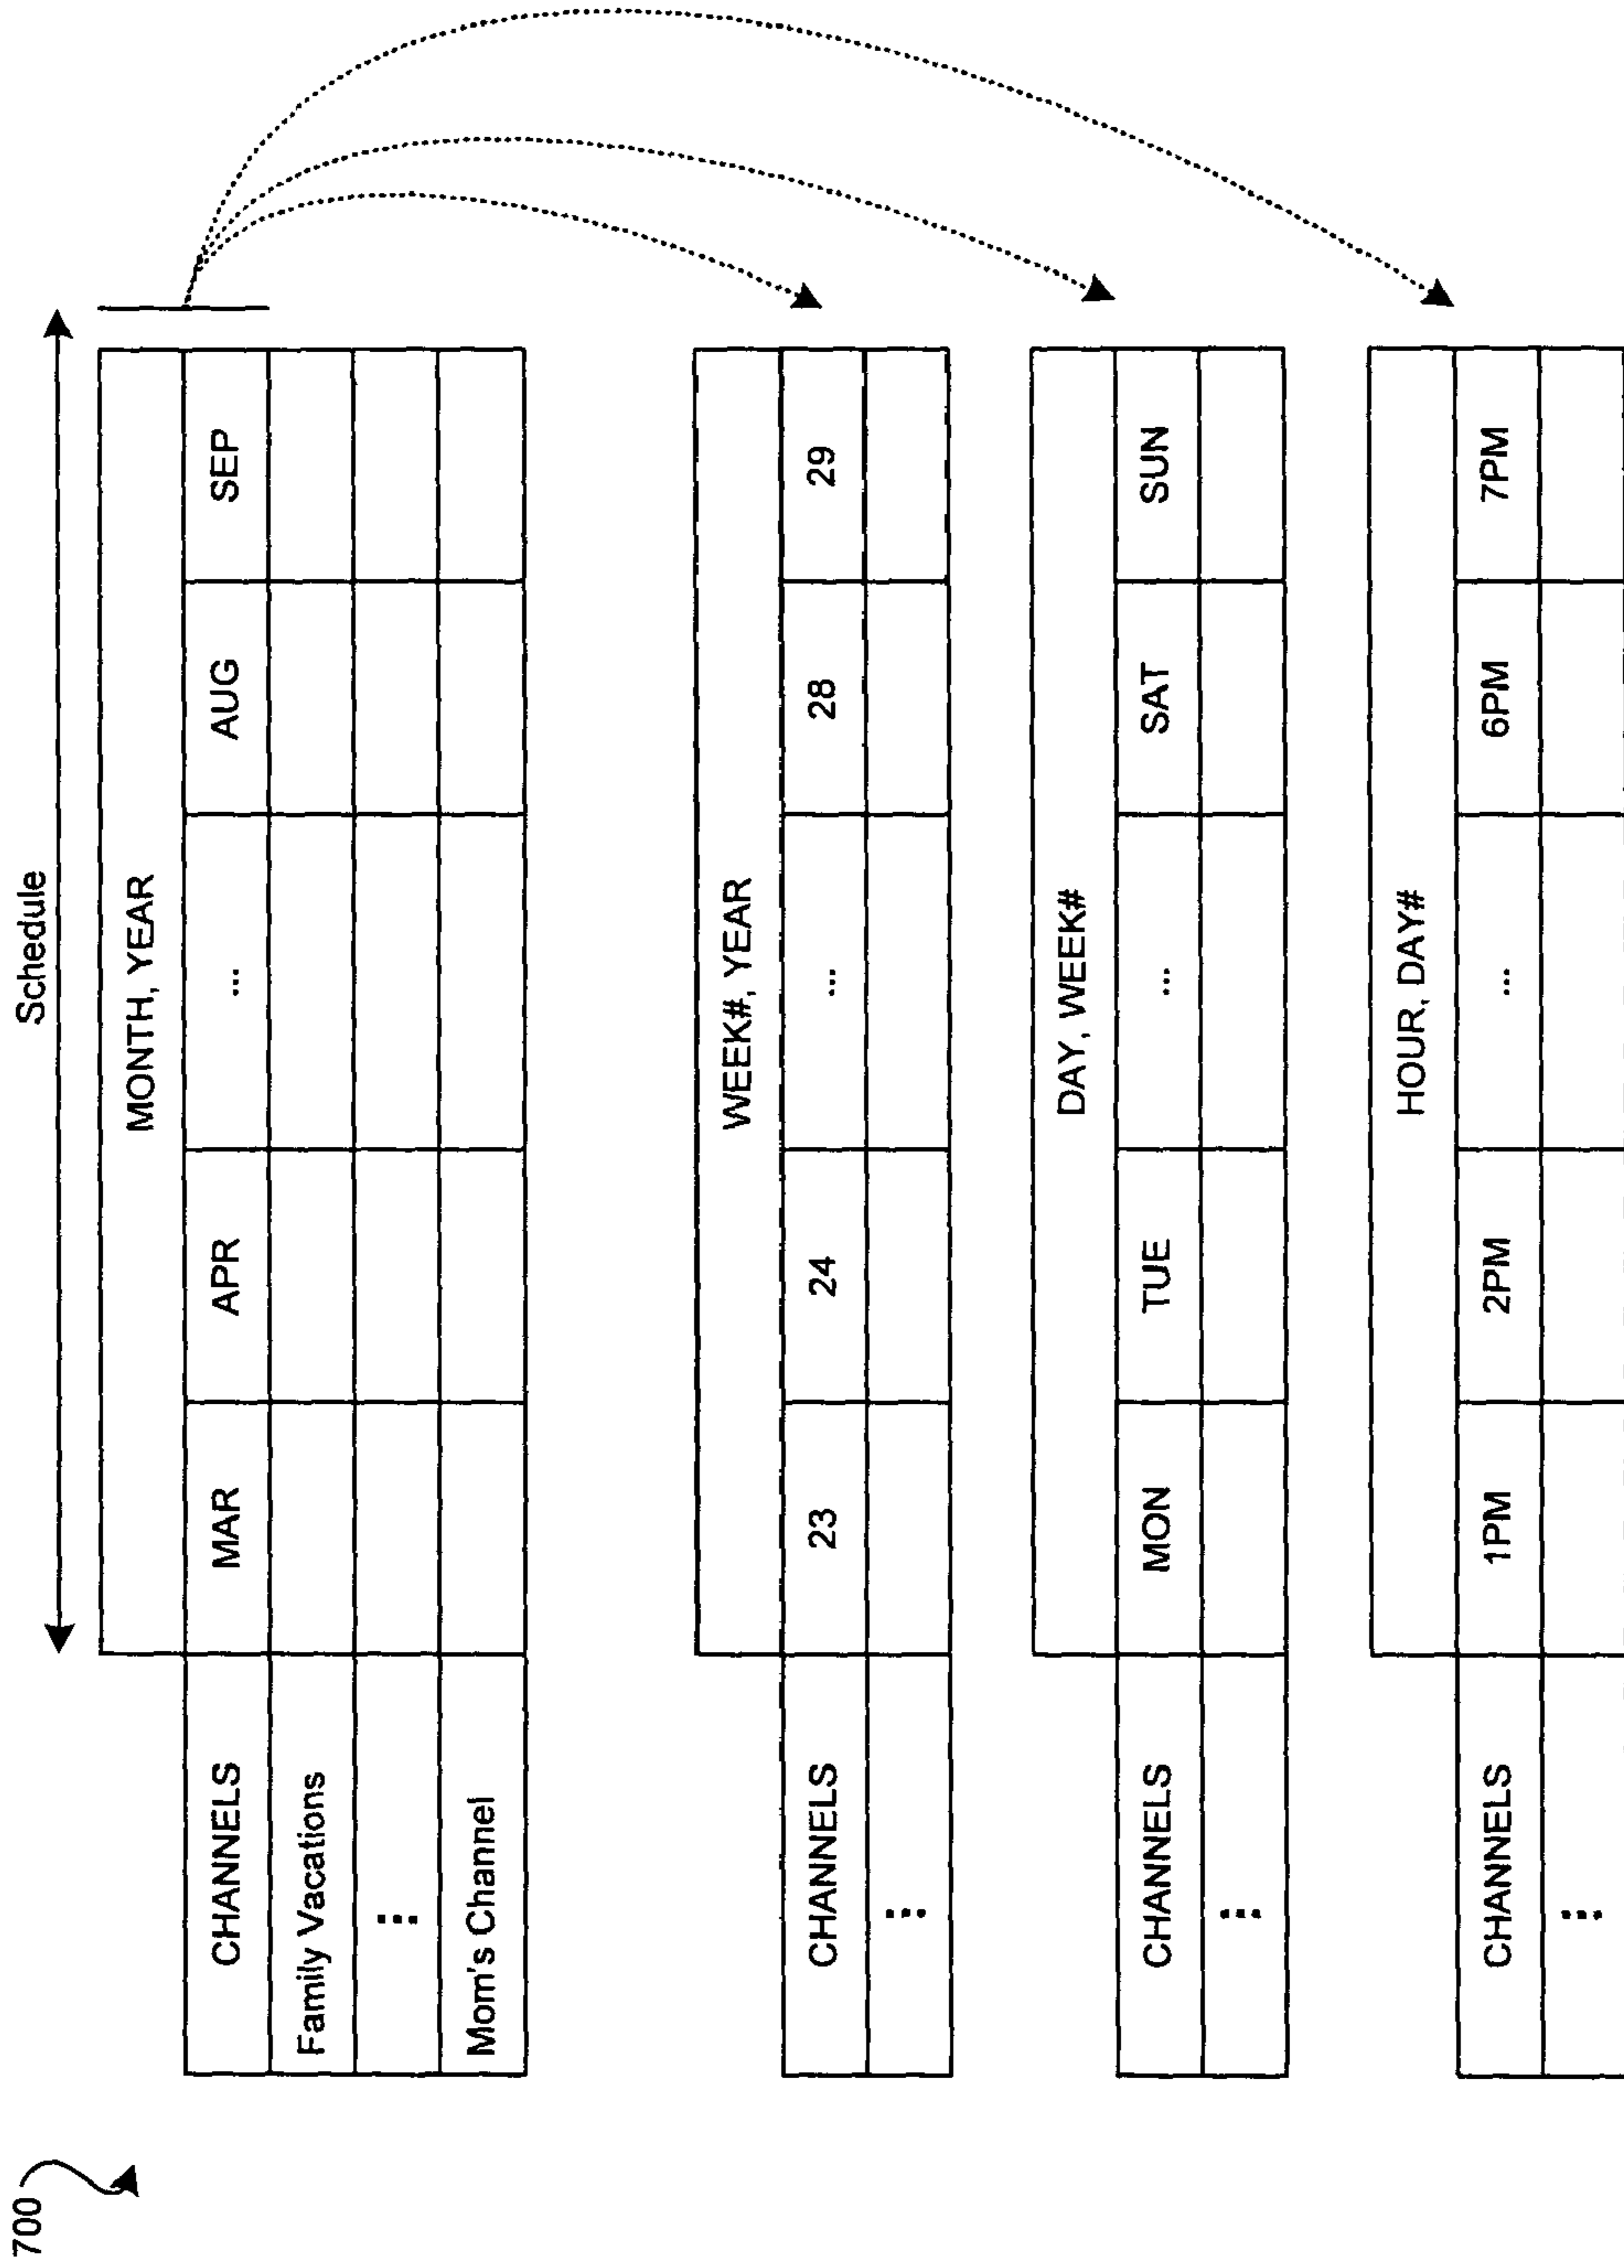 700
Schedule
MONTH, YEAR
CHANNELS MAR APR ... AUG SEP
Family Vacations
...
Mom's Channel
WEEK#, YEAR
CHANNELS 23 24 ... 28 29
...
DAY, WEEK#
CHANNELS MON TUE ... SAT SUN
...
HOUR, DAY#
CHANNELS 1PM 2PM ... 6PM 7PM
...